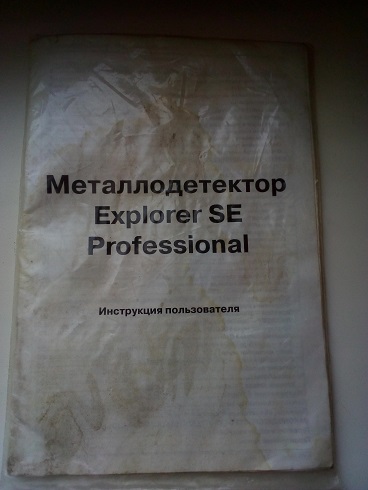 Металлодетектор
Explorer SE
Professional
Инструкция пользователя